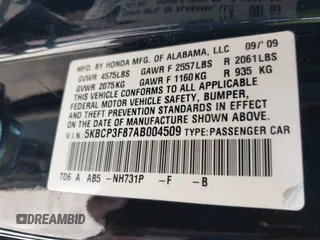 MFD. BY HONDA MFG. OF ALABAMA, LLC 09/'09
GVWR 4575LBS GAWR F 2557LBS R 2061LBS
GVWR 2075KG GAWR F 1160KG R 935 KG
THIS VEHICLE CONFORMS TO ALL APPLICABLE
FEDERAL MOTOR VEHICLE SAFETY, BUMPER,
AND THEFT PREVENTION STANDARDS IN EFFECT
ON THE DATE OF MANUFACTURE SHOWN ABOVE.
V.I.N. 5KBCP3F87AB004509 TYPE: PASSENGER CAR
TD6 A AB5 -NH731P -F -B
DREAMBID